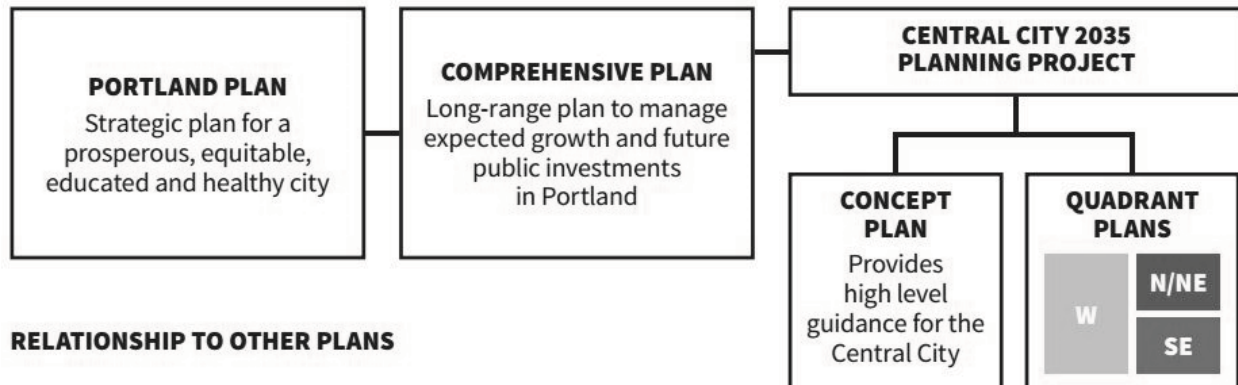 PORTLAND PLAN
Strategic plan for a
prosperous, equitable,
educated and healthy city
COMPREHENSIVE PLAN
Long-range plan to manage
expected growth and future
public investments
in Portland
CENTRAL CITY 2035
PLANNING PROJECT
CONCEPT
PLAN
Provides
high level
guidance for the
Central City
QUADRANT
PLANS
W
N/NE
SE
RELATIONSHIP TO OTHER PLANS